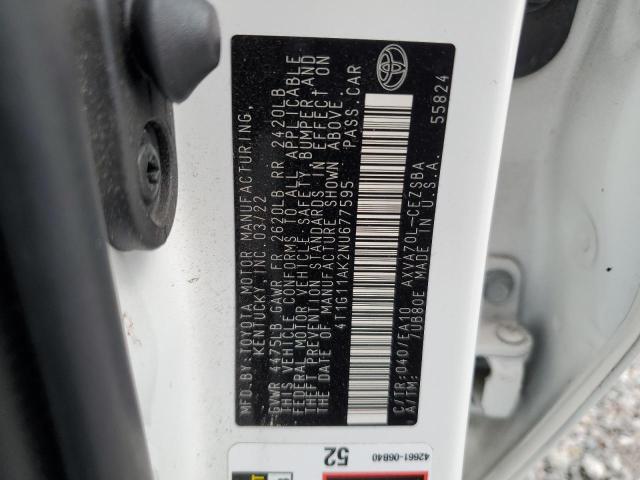 MFD. BY: TOYOTA MOTOR MANUFACTURING,
KENTUCKY, INC. 03/22
GVWR 4475LB GAWR FR 2620LB RR 2420LB
THIS VEHICLE CONFORMS TO ALL APPLICABLE
FEDERAL MOTOR VEHICLE SAFETY, BUMPER AND
THEFT PREVENTION STANDARDS IN EFFECT ON
THE DATE OF MANUFACTURE SHOWN ABOVE.
4T1G11AK2NU677595 PASS.CAR
C/TR:040/EA10 AXVA70L-CEZSBA
A/TM: /UB80E MADE IN U.S.A. 55824
52
42661-06B40